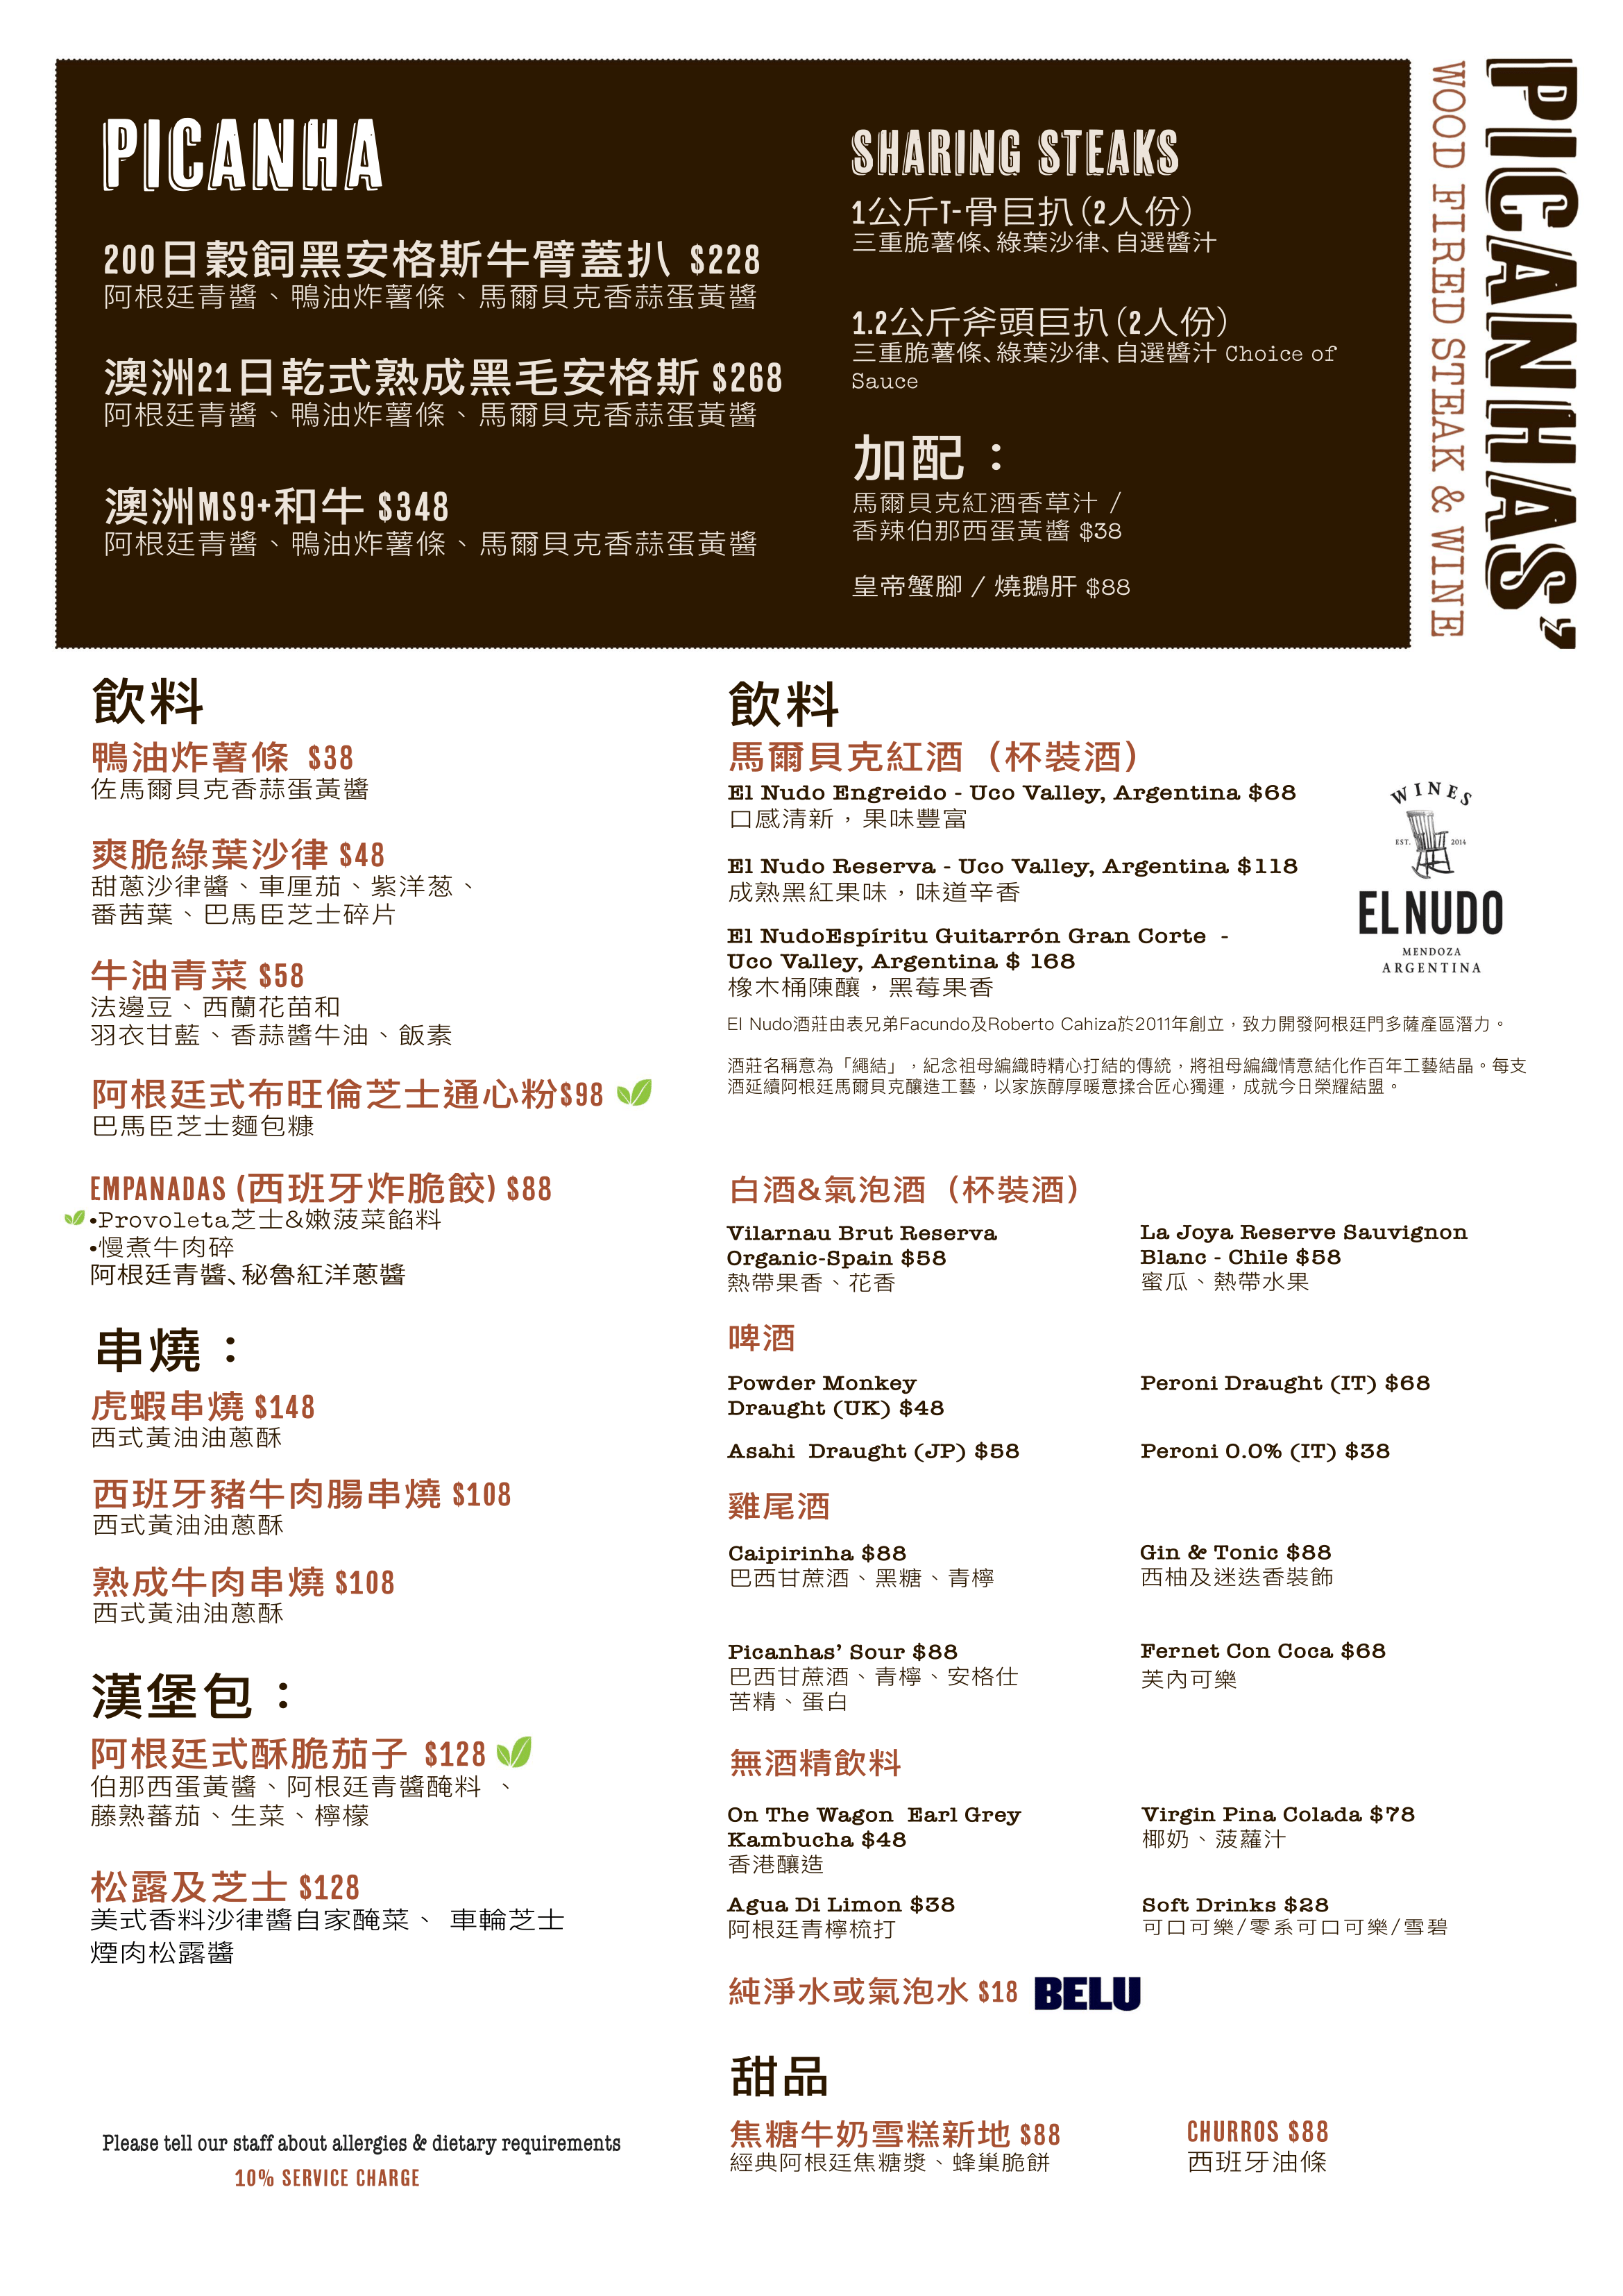 PICANHA
200日穀飼黑安格斯牛臂蓋扒 $228
阿根廷青醬、鴨油炸薯條、馬爾貝克香蒜蛋黃醬
澳洲21日乾式熟成黑毛安格斯 $268
阿根廷青醬、鴨油炸薯條、馬爾貝克香蒜蛋黃醬
澳洲MS9+和牛 $348
阿根廷青醬、鴨油炸薯條、馬爾貝克香蒜蛋黃醬
SHARING STEAKS
1公斤T-骨巨扒(2人份)
三重脆薯條、綠葉沙律、自選醬汁
1.2公斤斧頭巨扒(2人份)
三重脆薯條、綠葉沙律、自選醬汁 Choice of
Sauce
加配：
馬爾貝克紅酒香草汁 /
香辣伯那西蛋黃醬 $38
皇帝蟹腳 / 燒鵝肝 $88
PICANHAS'
WOOD FIRED STEAK & WINE
飲料
鴨油炸薯條 $38
佐馬爾貝克香蒜蛋黃醬
爽脆綠葉沙律 $48
甜蔥沙律醬、車厘茄、紫洋葱、
番茜葉、巴馬臣芝士碎片
牛油青菜 $58
法邊豆、西蘭花苗和
羽衣甘藍、香蒜醬牛油、飯素
阿根廷式布旺倫芝士通心粉$98
巴馬臣芝士麵包糠
EMPANADAS (西班牙炸脆餃) $88
•Provoleta芝士&嫩菠菜餡料
•慢煮牛肉碎
阿根廷青醬、秘魯紅洋蔥醬
串燒：
虎蝦串燒 $148
西式黃油油蔥酥
西班牙豬牛肉腸串燒 $108
西式黃油油蔥酥
熟成牛肉串燒 $108
西式黃油油蔥酥
漢堡包：
阿根廷式酥脆茄子 $128
伯那西蛋黃醬、阿根廷青醬醃料 、
藤熟蕃茄、生菜、檸檬
松露及芝士 $128
美式香料沙律醬自家醃菜、 車輪芝士
煙肉松露醬
Please tell our staff about allergies & dietary requirements
10% SERVICE CHARGE
飲料
馬爾貝克紅酒（杯裝酒）
El Nudo Engreido - Uco Valley, Argentina $68
口感清新，果味豐富
El Nudo Reserva - Uco Valley, Argentina $118
成熟黑紅果味，味道辛香
El NudoEspíritu Guitarrón Gran Corte -
Uco Valley, Argentina $ 168
橡木桶陳釀，黑莓果香
WINES
EST. 2014
EL NUDO
MENDOZA
ARGENTINA
El Nudo酒莊由表兄弟Facundo及Roberto Cahiza於2011年創立，致力開發阿根廷門多薩產區潛力。
酒莊名稱意為「繩結」，紀念祖母編織時精心打結的傳統，將祖母編織情意結化作百年工藝結晶。每支
酒延續阿根廷馬爾貝克釀造工藝，以家族醇厚暖意揉合匠心獨運，成就今日榮耀結盟。
白酒&氣泡酒（杯裝酒）
Vilarnau Brut Reserva
Organic-Spain $58
熱帶果香、花香
La Joya Reserve Sauvignon
Blanc - Chile $58
蜜瓜、熱帶水果
啤酒
Powder Monkey
Draught (UK) $48
Peroni Draught (IT) $68
Asahi Draught (JP) $58
Peroni 0.0% (IT) $38
雞尾酒
Caipirinha $88
巴西甘蔗酒、黑糖、青檸
Gin & Tonic $88
西柚及迷迭香裝飾
Picanhas' Sour $88
巴西甘蔗酒、青檸、安格仕
苦精、蛋白
Fernet Con Coca $68
芙內可樂
無酒精飲料
On The Wagon Earl Grey
Kambucha $48
香港釀造
Virgin Pina Colada $78
椰奶、菠蘿汁
Agua Di Limon $38
阿根廷青檸梳打
Soft Drinks $28
可口可樂/零系可口可樂/雪碧
純淨水或氣泡水 $18 BELU
甜品
焦糖牛奶雪糕新地 $88
經典阿根廷焦糖漿、蜂巢脆餅
CHURROS $88
西班牙油條